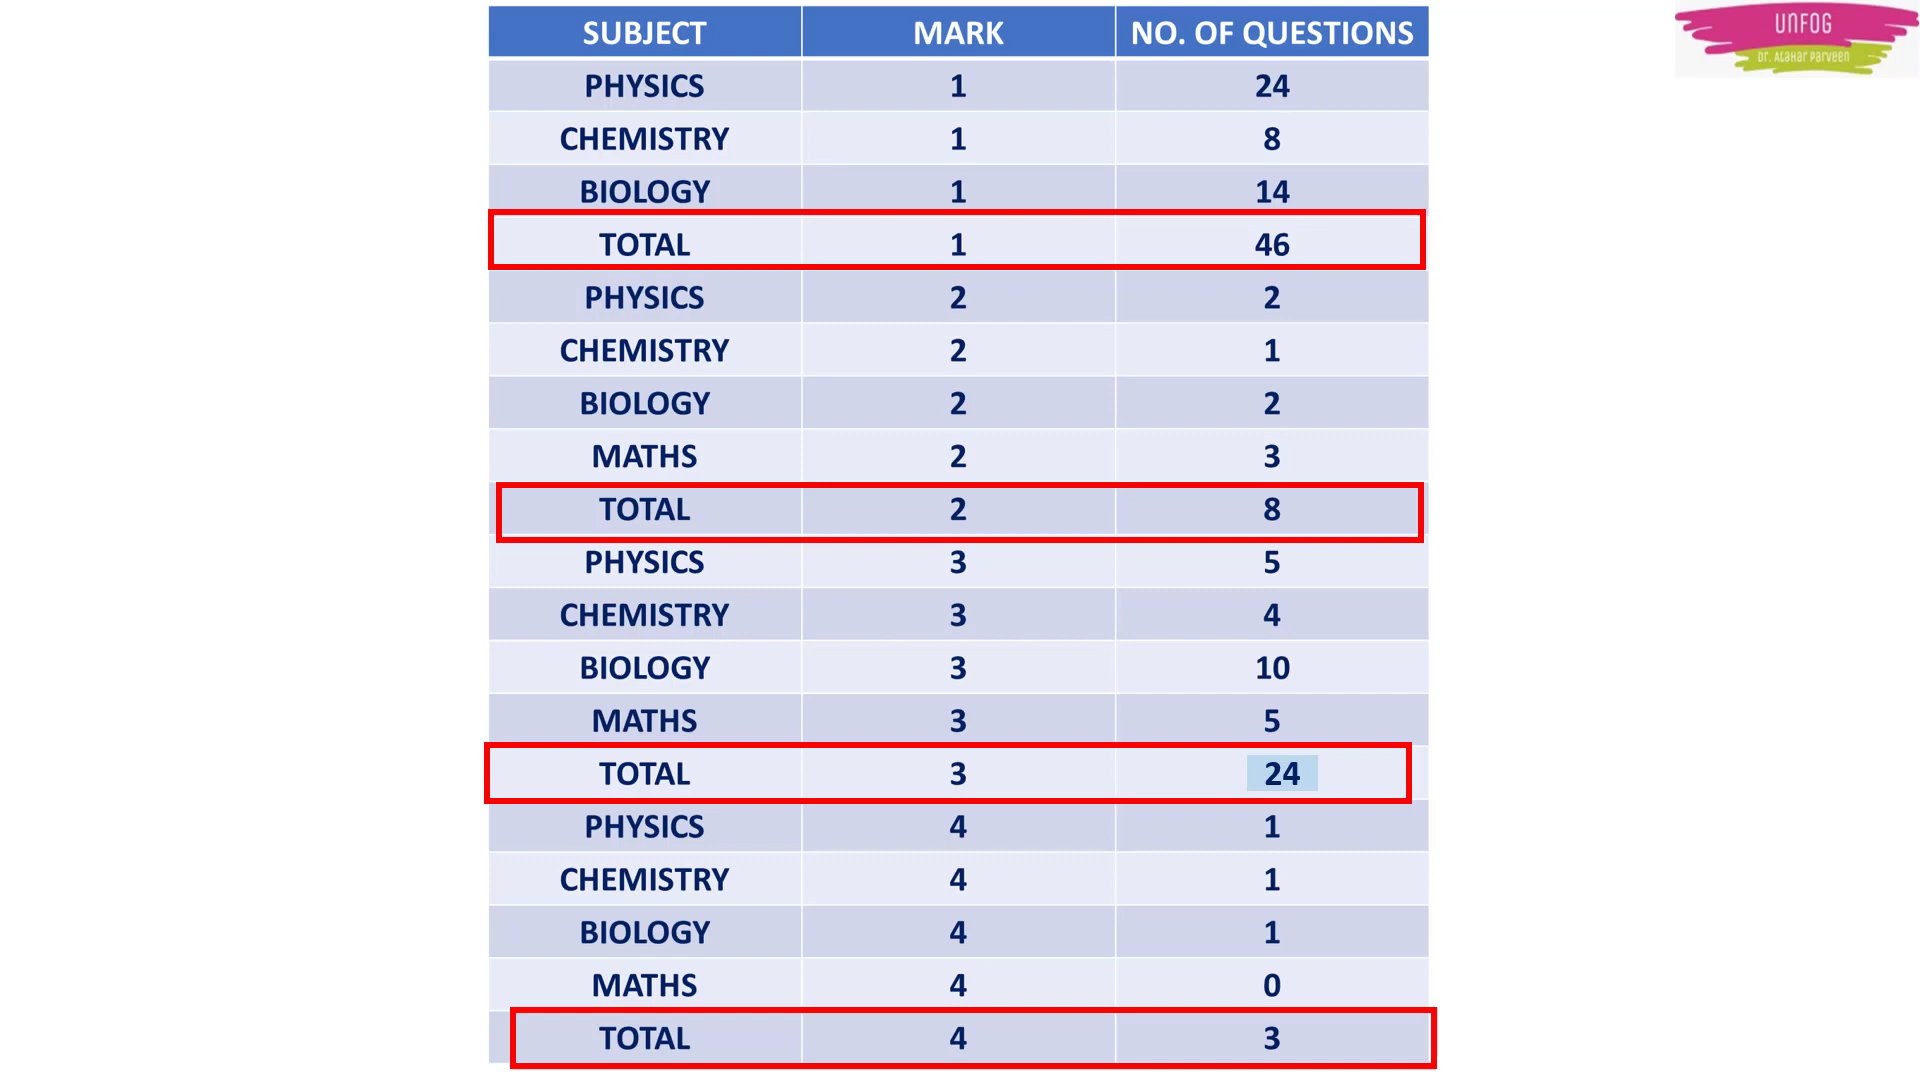 SUBJECT MARK NO. OF QUESTIONS
PHYSICS 1 24
CHEMISTRY 1 8
BIOLOGY 1 14
TOTAL 1 46
PHYSICS 2 2
CHEMISTRY 2 1
BIOLOGY 2 2
MATHS 2 3
TOTAL 2 8
PHYSICS 3 5
CHEMISTRY 3 4
BIOLOGY 3 10
MATHS 3 5
TOTAL 3 24
PHYSICS 4 1
CHEMISTRY 4 1
BIOLOGY 4 1
MATHS 4 0
TOTAL 4 3
UNFOG
Dr. Atahar Parveen